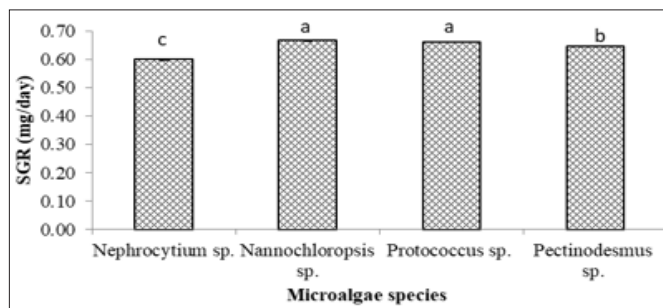 SGR (mg/day)
0.70
0.60
0.50
0.40
0.30
0.20
0.10
0.00
c
a
a
b
Nephrocytium sp.
Nannochloropsis
sp.
Protococcus sp.
Pectinodesmus
sp.
Microalgae species